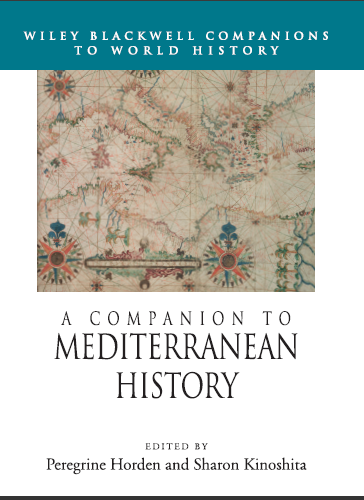 WILEY BLACKWELL COMPANIONS
TO WORLD HISTORY
A COMPANION TO
MEDITERRANEAN
HISTORY
EDITED BY
Peregrine Horden and Sharon Kinoshita